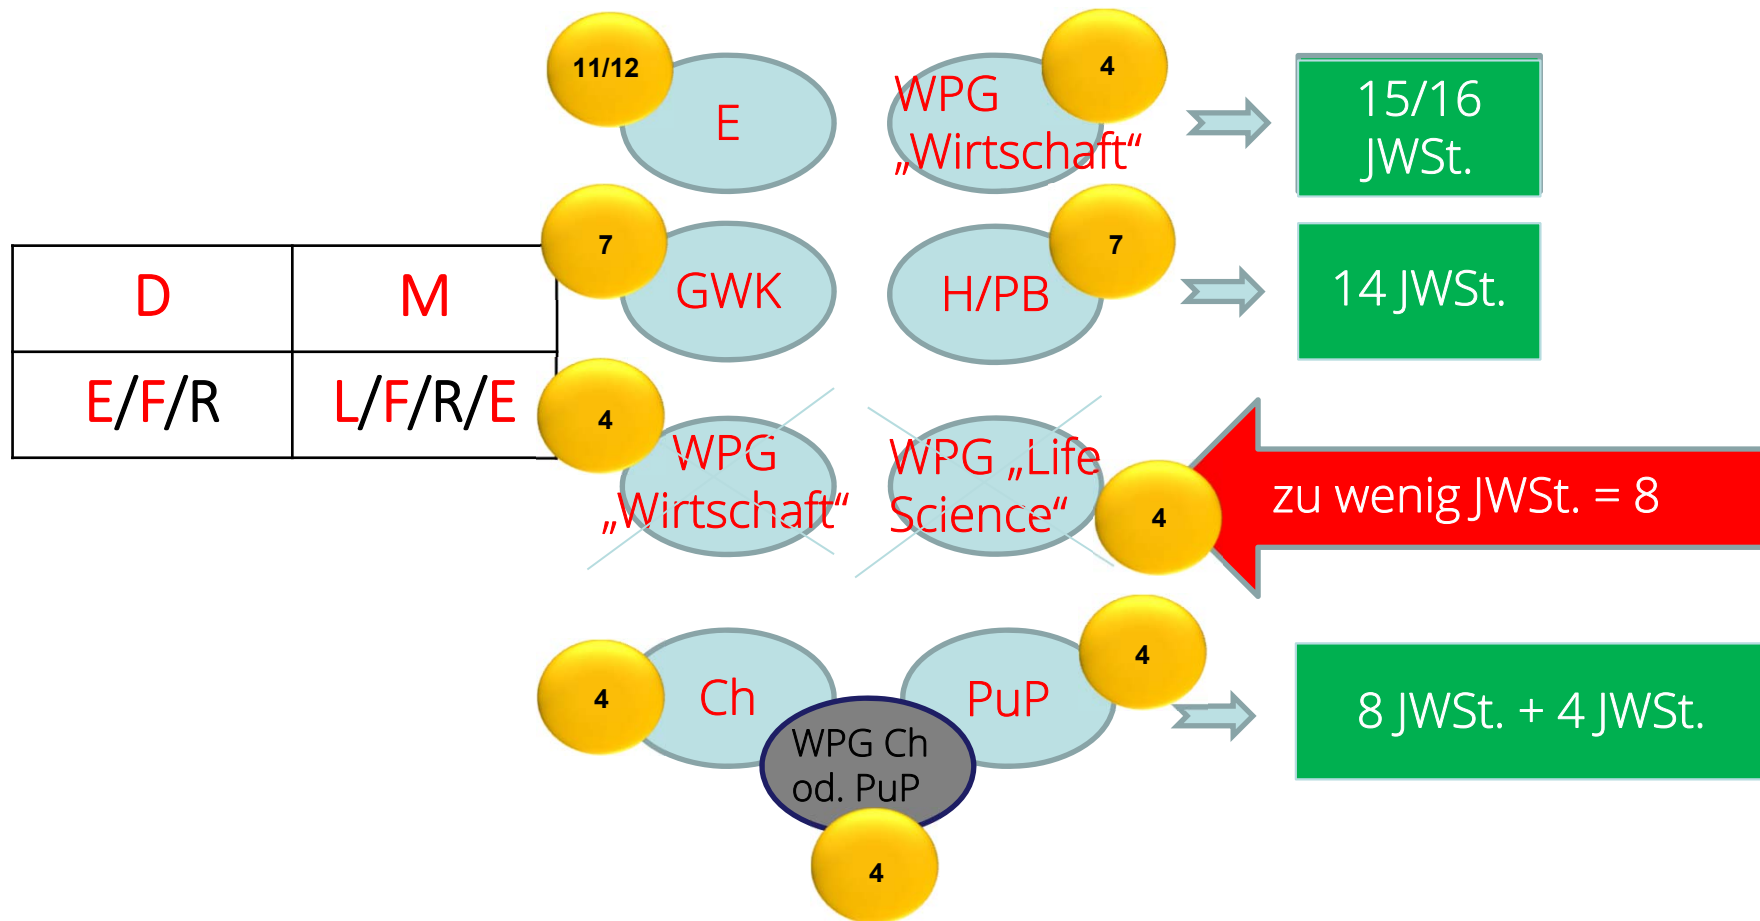 11/12
E
4
WPG
„Wirtschaft“
15/16
JWSt.
D
M
E/F/R
L/F/R/E
7
GWK
7
H/PB
14 JWSt.
4
WPG
„Wirtschaft“
WPG „Life
Science“
4
zu wenig JWSt. = 8
4
Ch
4
PuP
WPG Ch
od. PuP
4
8 JWSt. + 4 JWSt.